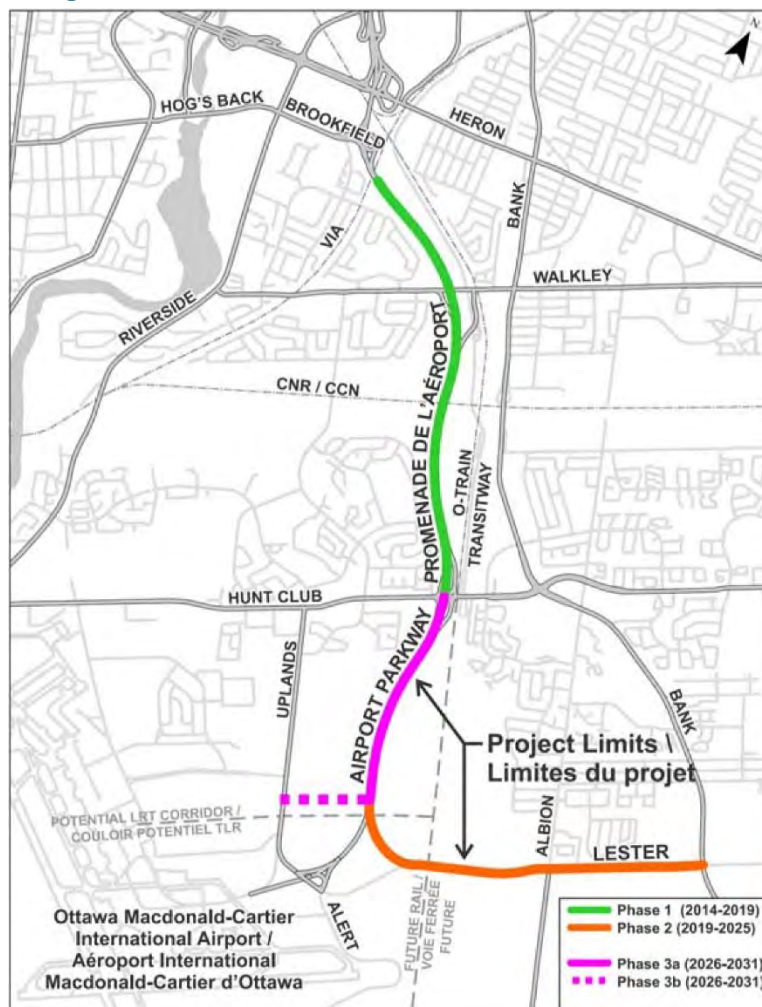 N
HOG'S BACK
BROOKFIELD
HERON
VIA
BANK
WALKLEY
RIVERSIDE
PROMENADE DE L'AÉROPORT
CNR / CCN
O-TRAIN
TRANSITWAY
HUNT CLUB
UPLANDS
AIRPORT PARKWAY
BANK
Project Limits \
Limites du projet
POTENTIAL LRT CORRIDOR /
COULOIR POTENTIEL TLR
ALBION
LESTER
ALERT
FUTURE RAIL /
VOIE FERRÉE
FUTURE
Ottawa Macdonald-Cartier
International Airport /
Aéroport International
Macdonald-Cartier d'Ottawa
Phase 1 (2014-2019)
Phase 2 (2019-2025)
Phase 3a (2026-2031)
Phase 3b (2026-2031)